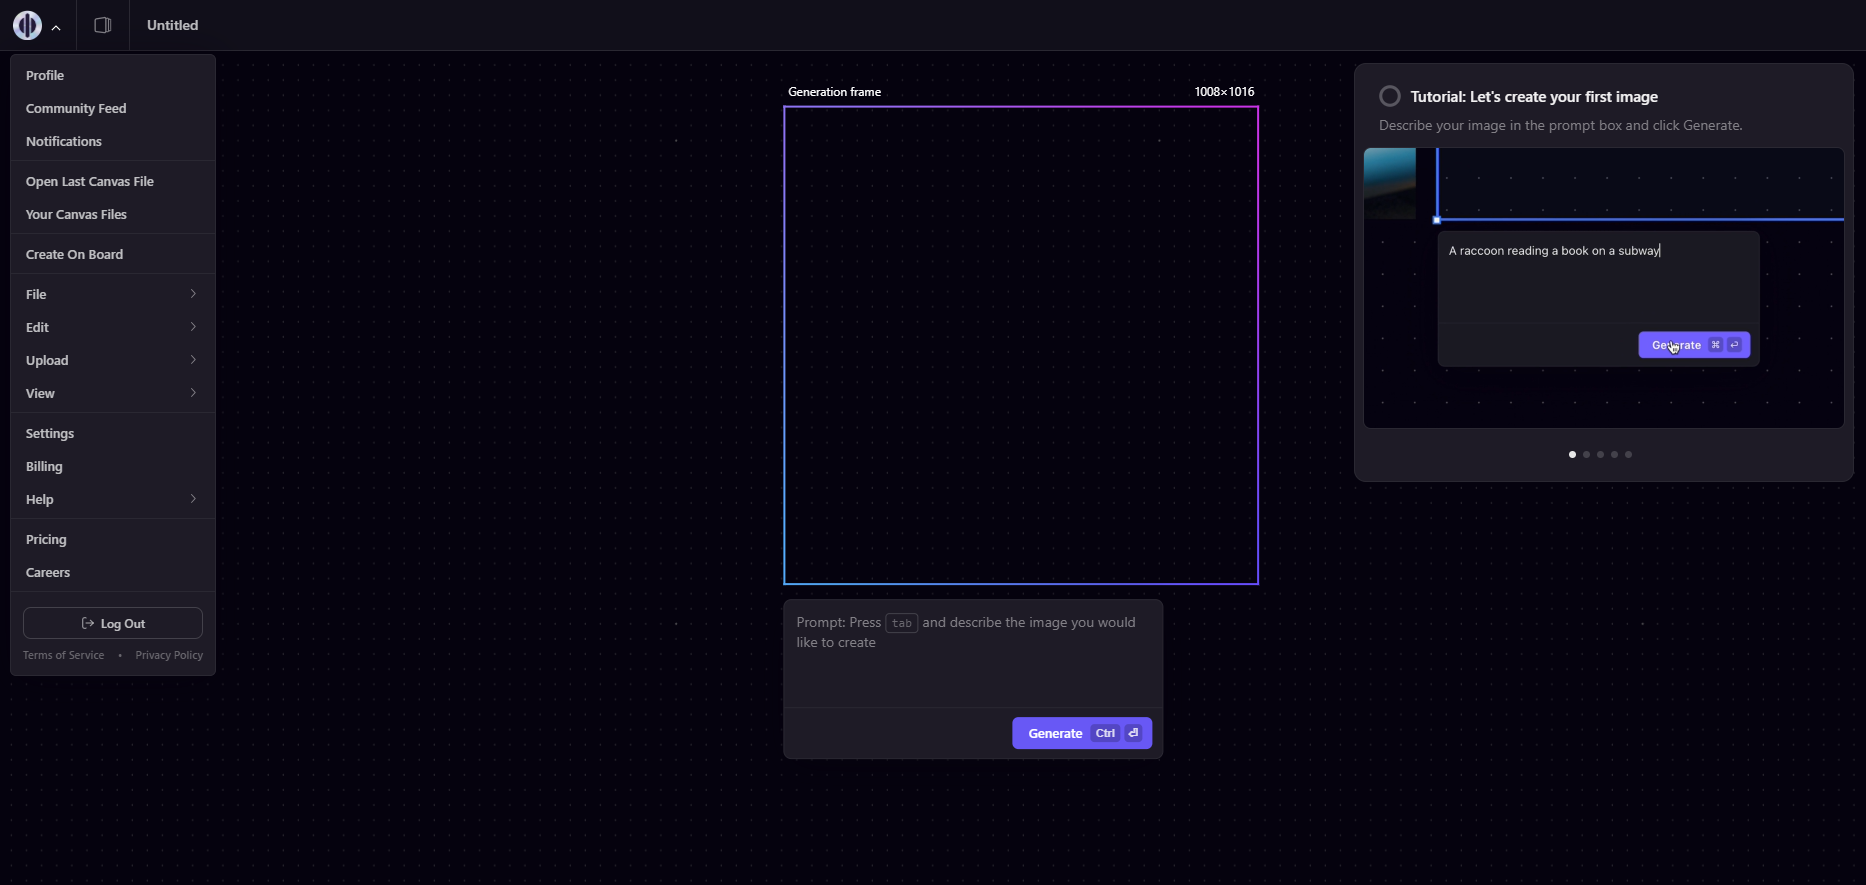 Untitled
Profile
Community Feed
Notifications
Open Last Canvas File
Your Canvas Files
Create On Board
File
Edit
Upload
View
Settings
Billing
Help
Pricing
Careers
Log Out
Terms of Service • Privacy Policy
Generation frame 1008×1016
Prompt: Press tab and describe the image you would
like to create
Generate Ctrl ⏎
Tutorial: Let's create your first image
Describe your image in the prompt box and click Generate.
A raccoon reading a book on a subway
Generate ⌘ ⏎